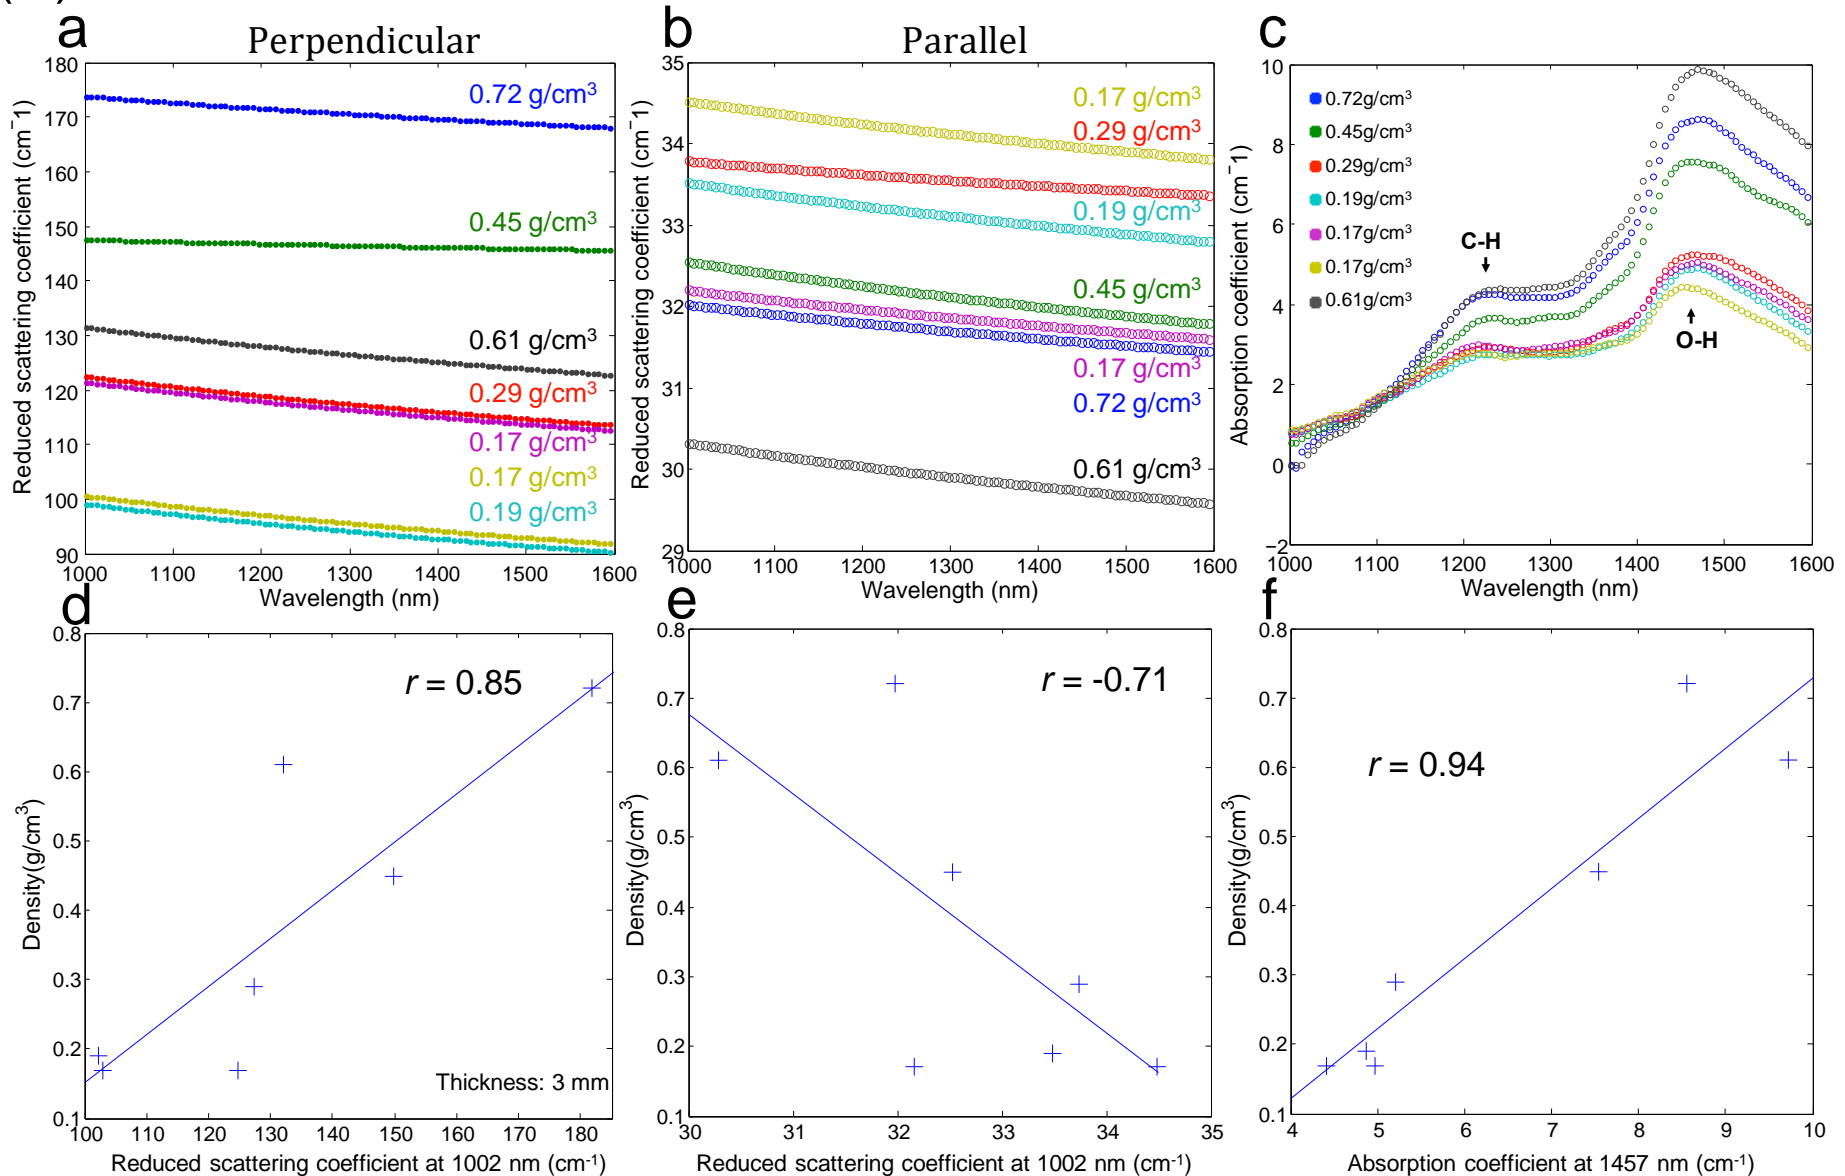 a
Perpendicular
180
170
160
150
140
130
120
110
100
90
Reduced scattering coefficient (cm⁻1)
0.72 g/cm³
0.45 g/cm³
0.61 g/cm³
0.29 g/cm³
0.17 g/cm³
0.17 g/cm³
0.19 g/cm³
1000 1100 1200 1300 1400 1500 1600
Wavelength (nm)
b
Parallel
35
34
33
32
31
30
29
Reduced scattering coefficient (cm⁻1)
0.17 g/cm³
0.29 g/cm³
0.19 g/cm³
0.45 g/cm³
0.17 g/cm³
0.72 g/cm³
0.61 g/cm³
1000 1100 1200 1300 1400 1500 1600
Wavelength (nm)
c
10
8
6
4
2
0
−2
Absorption coefficient (cm⁻1)
0.72g/cm³
0.45g/cm³
0.29g/cm³
0.19g/cm³
0.17g/cm³
0.17g/cm³
0.61g/cm³
C-H
O-H
1000 1100 1200 1300 1400 1500 1600
Wavelength (nm)
d
0.8
0.7
0.6
0.5
0.4
0.3
0.2
0.1
Density(g/cm³)
r = 0.85
Thickness: 3 mm
100 110 120 130 140 150 160 170 180
Reduced scattering coefficient at 1002 nm (cm⁻¹)
e
0.8
0.7
0.6
0.5
0.4
0.3
0.2
0.1
Density(g/cm³)
r = -0.71
30 31 32 33 34 35
Reduced scattering coefficient at 1002 nm (cm⁻¹)
f
0.8
0.7
0.6
0.5
0.4
0.3
0.2
0.1
Density(g/cm³)
r = 0.94
4 5 6 7 8 9 10
Absorption coefficient at 1457 nm (cm⁻¹)